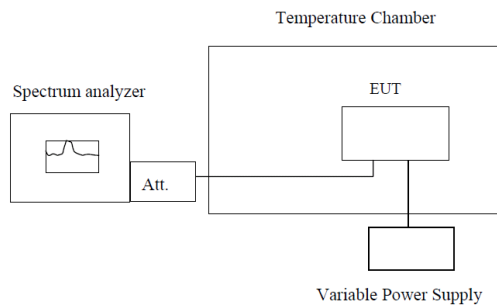 Temperature Chamber
Spectrum analyzer
EUT
Att.
Variable Power Supply